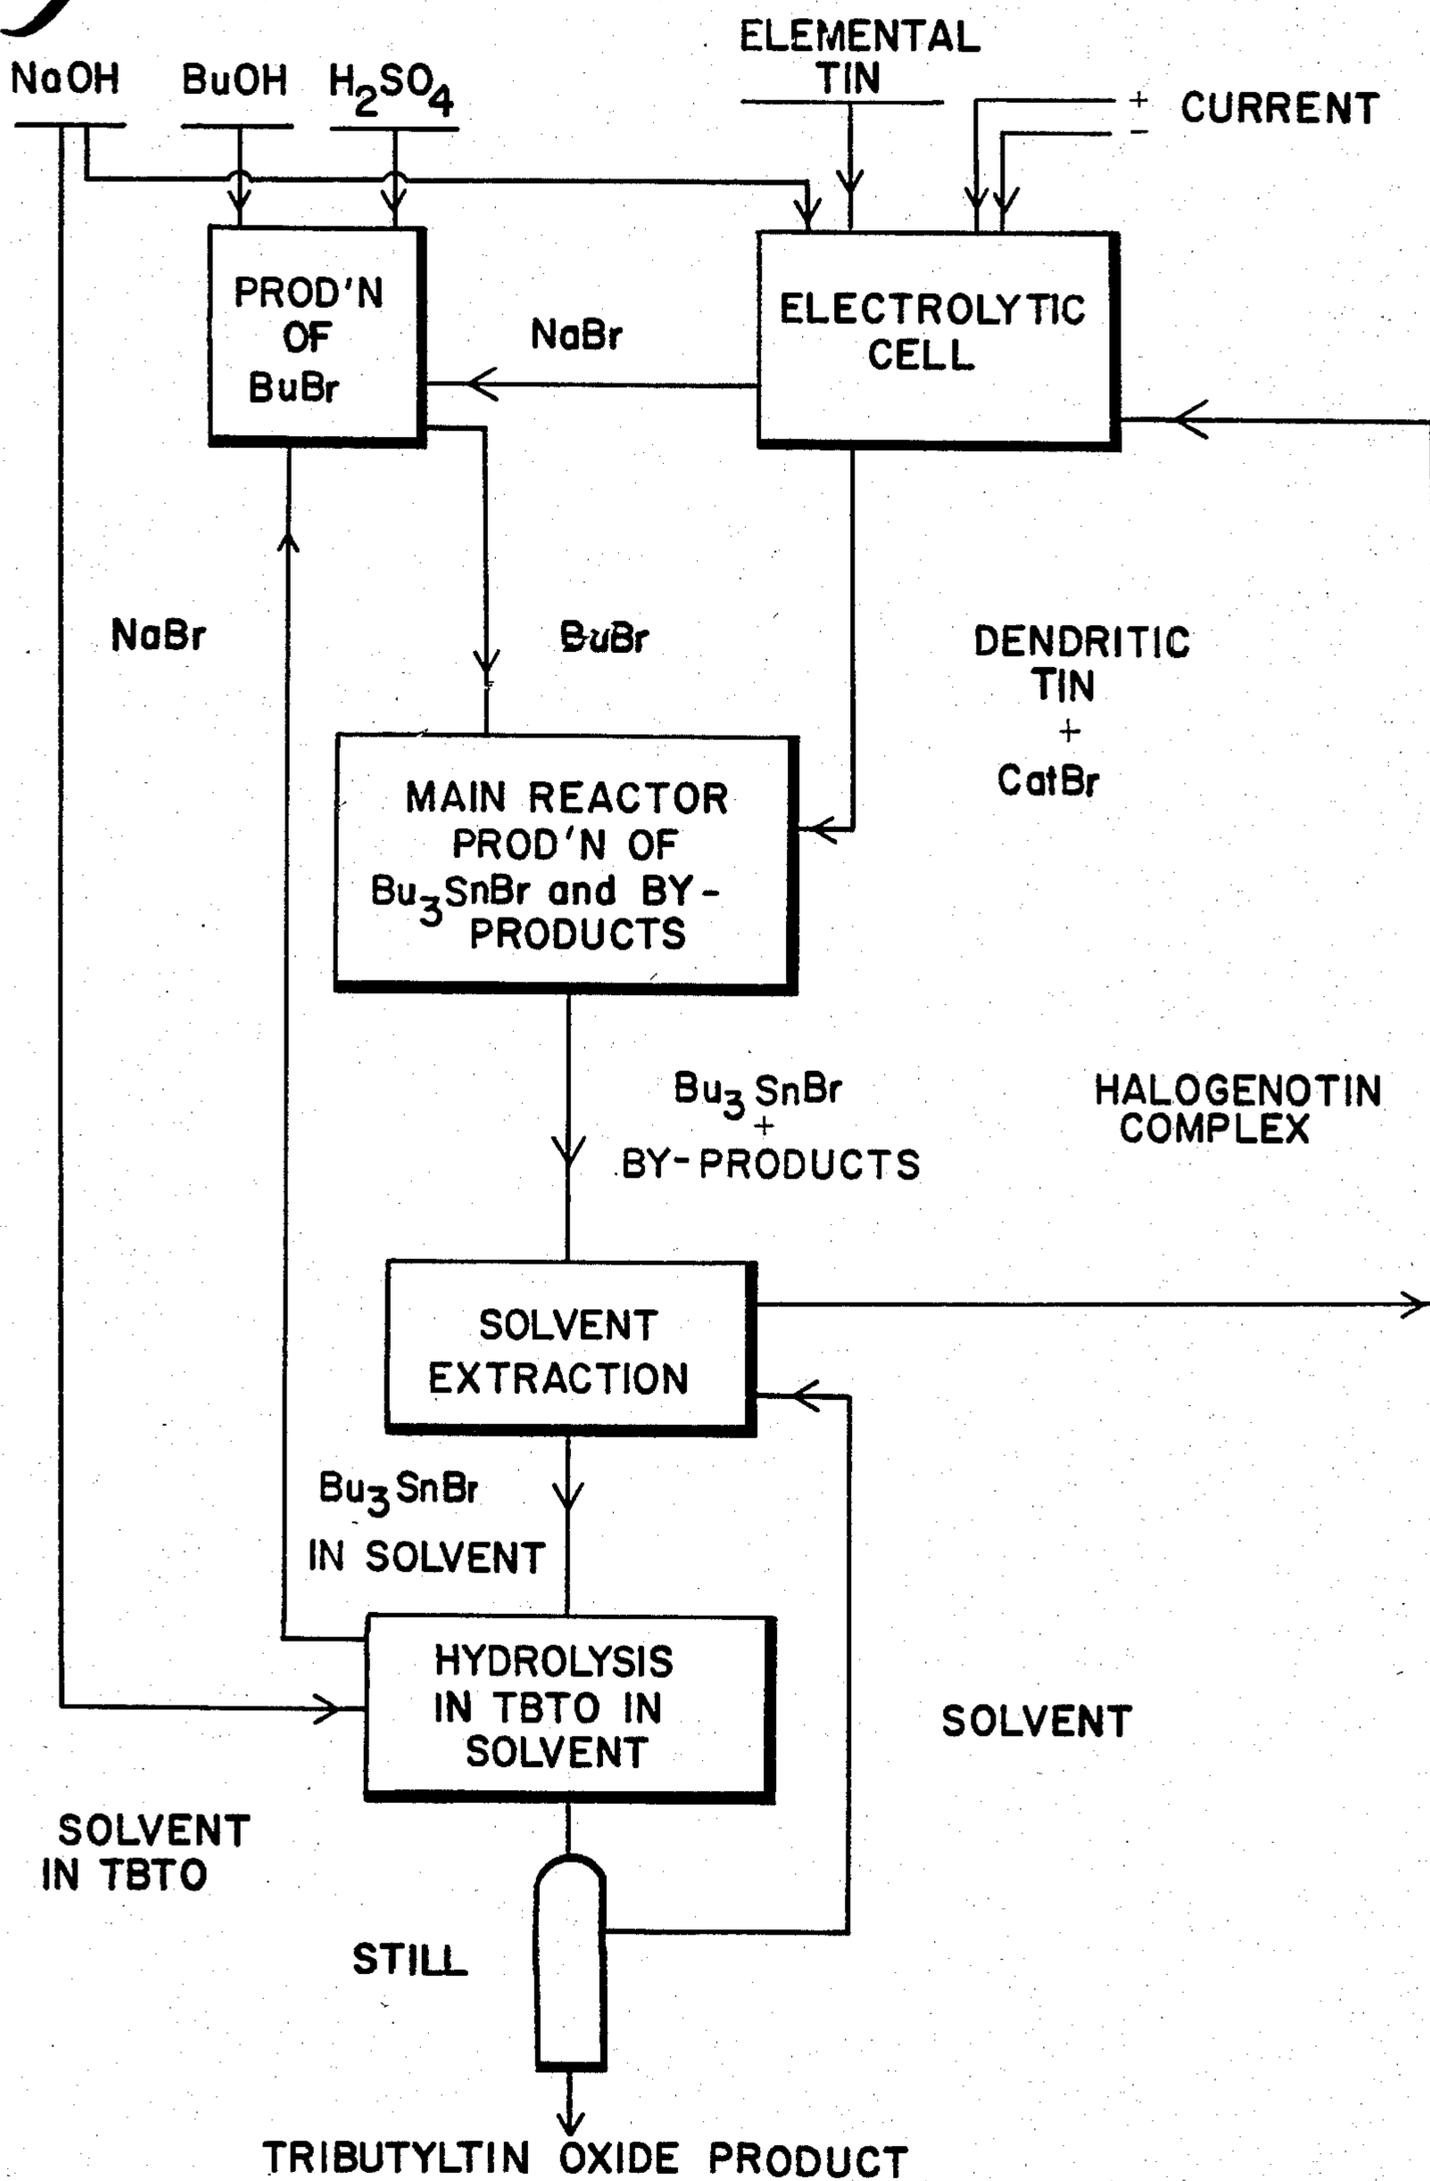 NaOH BuOH H₂SO₄
ELEMENTAL
TIN
+
- CURRENT
PROD'N
OF
BuBr
NaBr
ELECTROLYTIC
CELL
NaBr
BuBr
DENDRITIC
TIN
+
CatBr
MAIN REACTOR
PROD'N OF
Bu₃SnBr and BY-
PRODUCTS
Bu₃SnBr
+
BY-PRODUCTS
HALOGENOTIN
COMPLEX
SOLVENT
EXTRACTION
Bu₃SnBr
IN SOLVENT
HYDROLYSIS
IN TBTO IN
SOLVENT
SOLVENT
SOLVENT
IN TBTO
STILL
TRIBUTYLTIN OXIDE PRODUCT